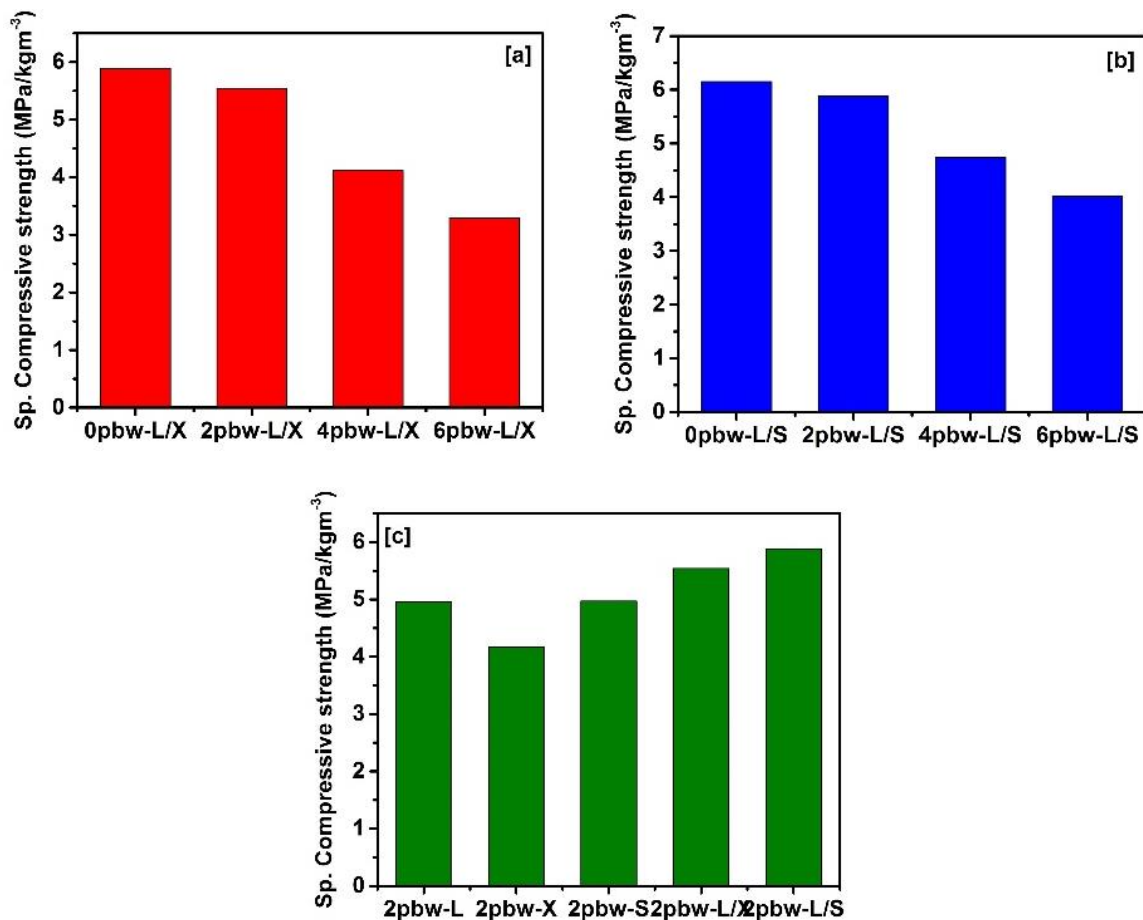 [a]
Sp. Compressive strength (MPa/kgm⁻³)
6
5
4
3
2
1
0
0pbw-L/X 2pbw-L/X 4pbw-L/X 6pbw-L/X
[b]
Sp. Compressive strength (MPa/kgm⁻³)
7
6
5
4
3
2
1
0
0pbw-L/S 2pbw-L/S 4pbw-L/S 6pbw-L/S
[c]
Sp. Compressive strength (MPa/kgm⁻³)
6
5
4
3
2
1
0
2pbw-L 2pbw-X 2pbw-S 2pbw-L/X 2pbw-L/S